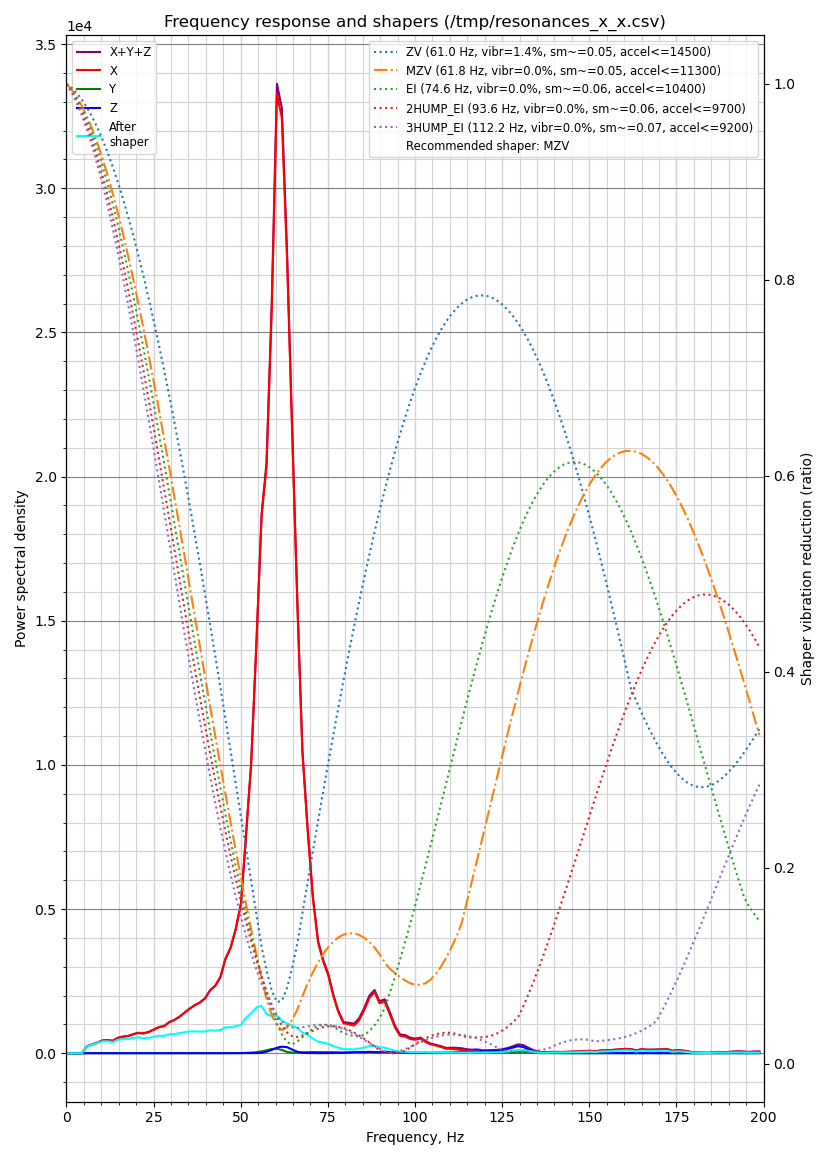 Frequency response and shapers (/tmp/resonances_x_x.csv)
1e4
X+Y+Z
X
Y
Z
After
shaper
ZV (61.0 Hz, vibr=1.4%, sm~=0.05, accel<=14500)
MZV (61.8 Hz, vibr=0.0%, sm~=0.05, accel<=11300)
EI (74.6 Hz, vibr=0.0%, sm~=0.06, accel<=10400)
2HUMP_EI (93.6 Hz, vibr=0.0%, sm~=0.06, accel<=9700)
3HUMP_EI (112.2 Hz, vibr=0.0%, sm~=0.07, accel<=9200)
Recommended shaper: MZV
Power spectral density
3.5
3.0
2.5
2.0
1.5
1.0
0.5
0.0
Shaper vibration reduction (ratio)
1.0
0.8
0.6
0.4
0.2
0.0
0 25 50 75 100 125 150 175 200
Frequency, Hz